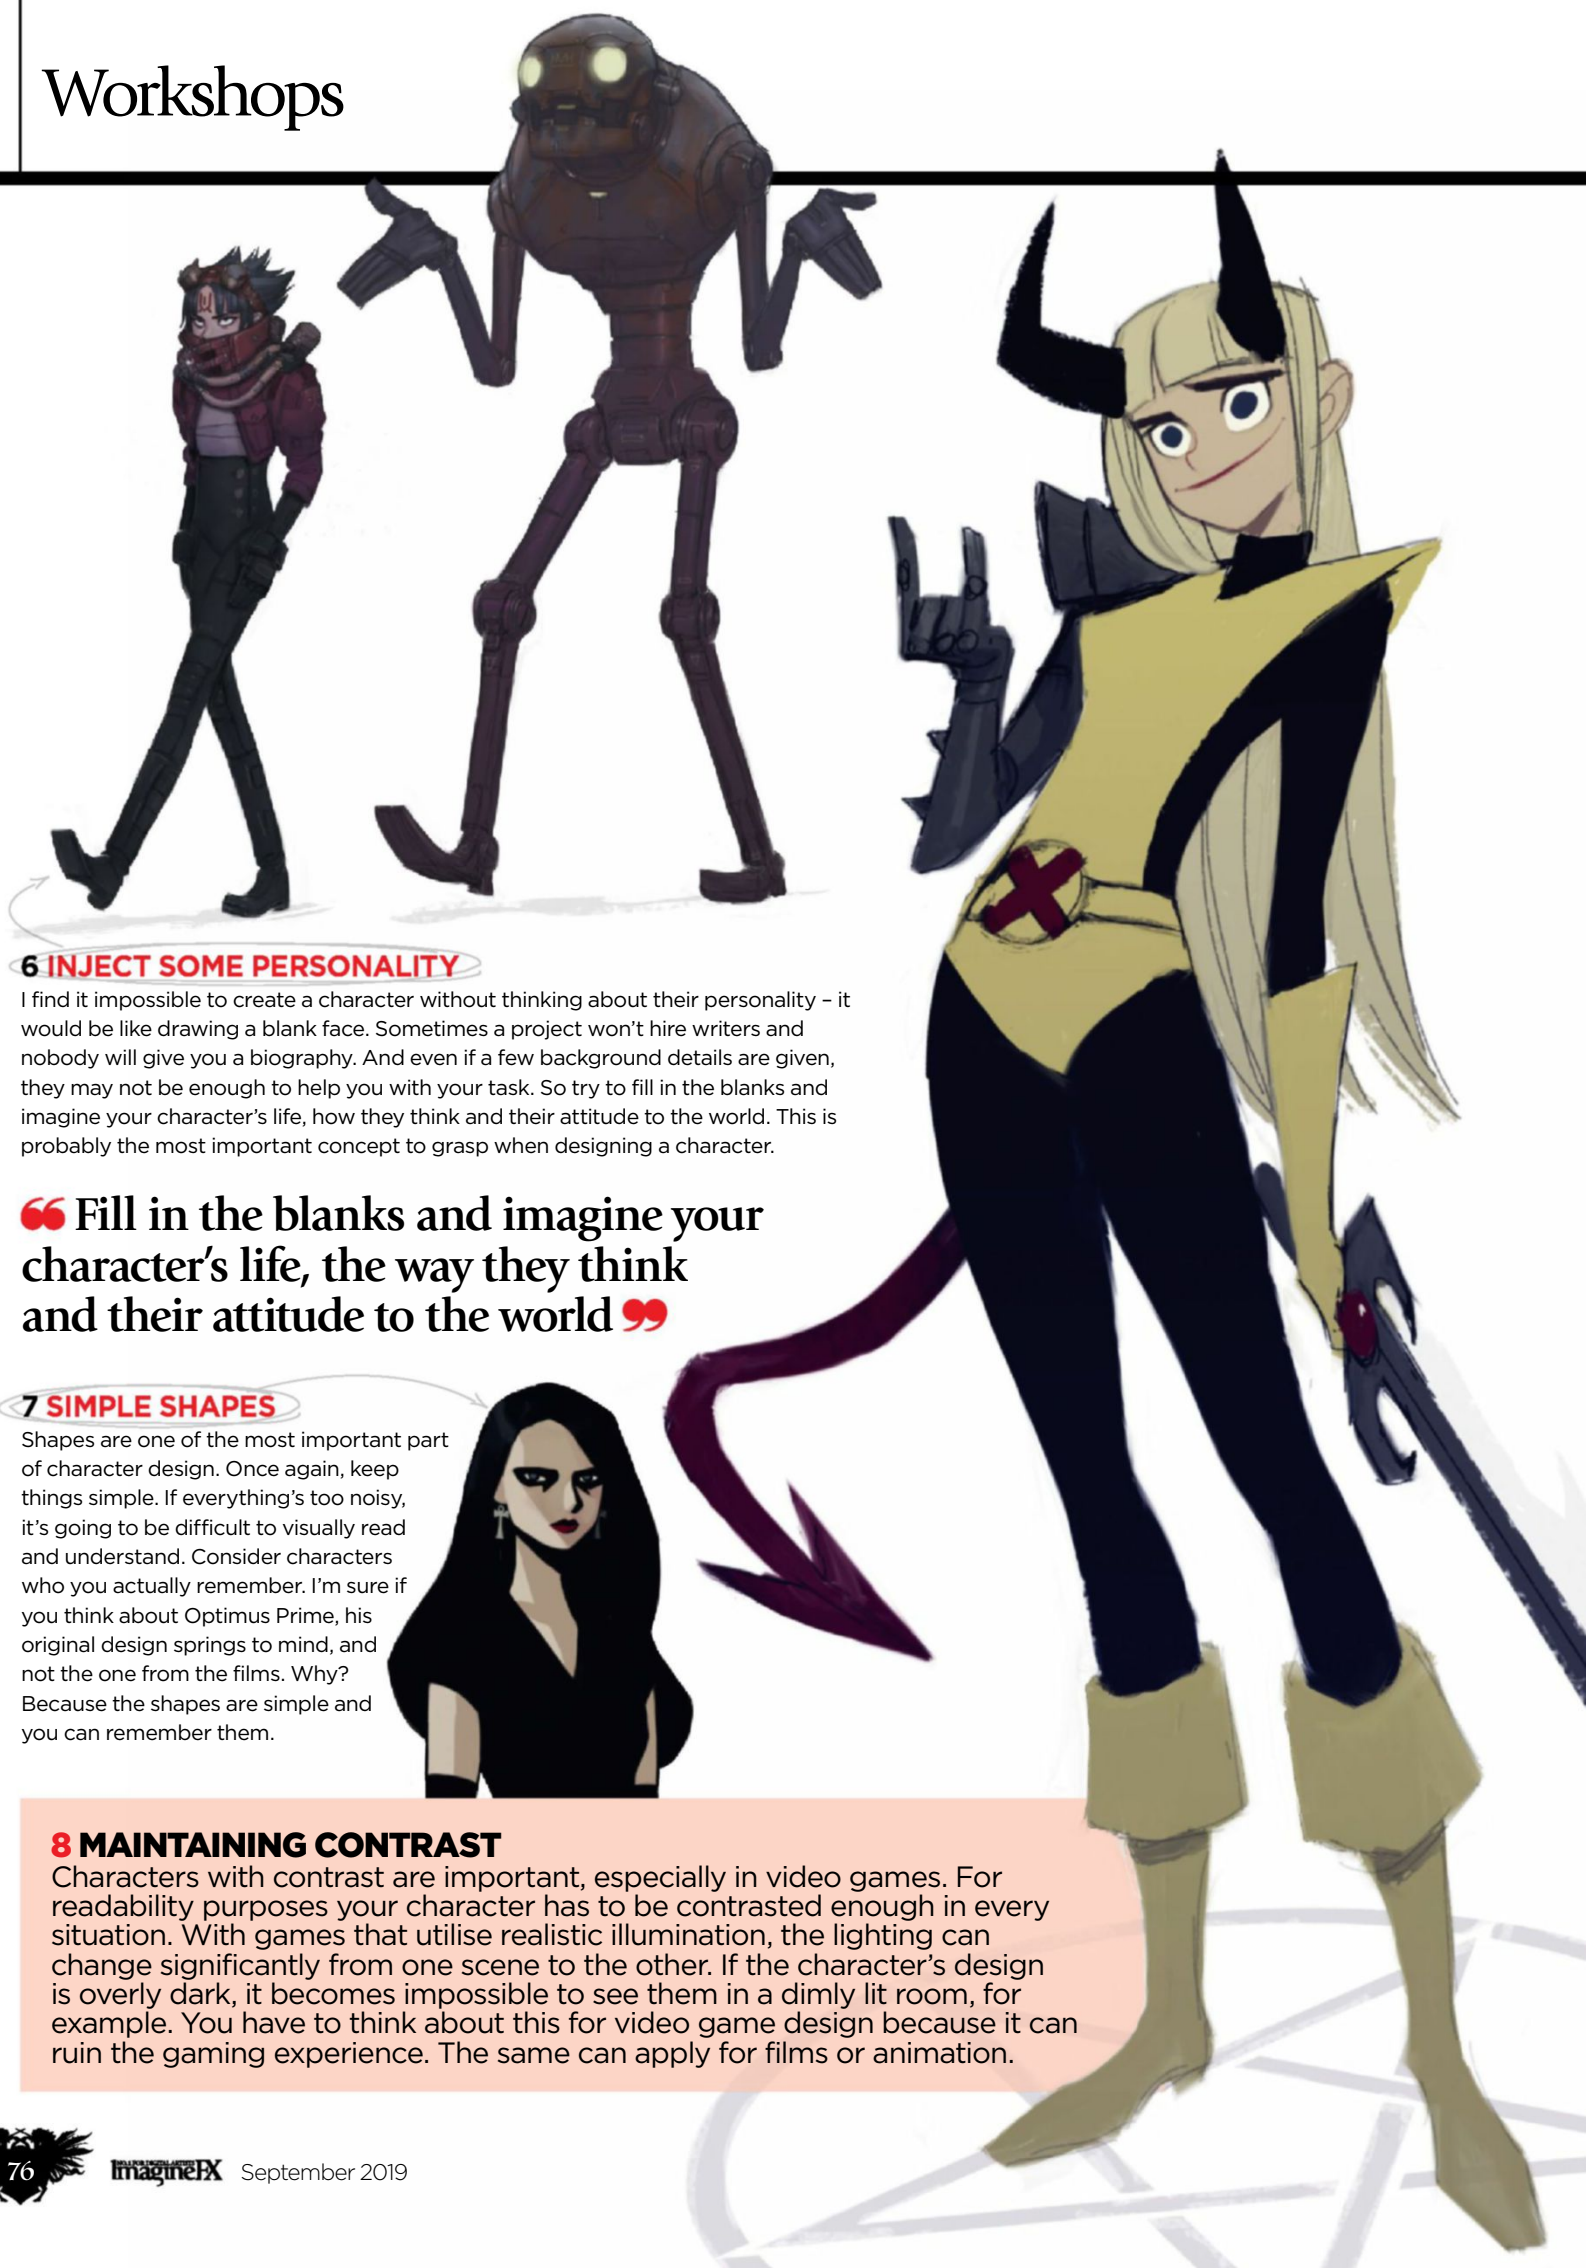 Workshops
6 INJECT SOME PERSONALITY
I find it impossible to create a character without thinking about their personality – it
would be like drawing a blank face. Sometimes a project won't hire writers and
nobody will give you a biography. And even if a few background details are given,
they may not be enough to help you with your task. So try to fill in the blanks and
imagine your character's life, how they think and their attitude to the world. This is
probably the most important concept to grasp when designing a character.
“ Fill in the blanks and imagine your
character's life, the way they think
and their attitude to the world ”
7 SIMPLE SHAPES
Shapes are one of the most important part
of character design. Once again, keep
things simple. If everything's too noisy,
it's going to be difficult to visually read
and understand. Consider characters
who you actually remember. I'm sure if
you think about Optimus Prime, his
original design springs to mind, and
not the one from the films. Why?
Because the shapes are simple and
you can remember them.
8 MAINTAINING CONTRAST
Characters with contrast are important, especially in video games. For
readability purposes your character has to be contrasted enough in every
situation. With games that utilise realistic illumination, the lighting can
change significantly from one scene to the other. If the character's design
is overly dark, it becomes impossible to see them in a dimly lit room, for
example. You have to think about this for video game design because it can
ruin the gaming experience. The same can apply for films or animation.
76
ImagineFX September 2019